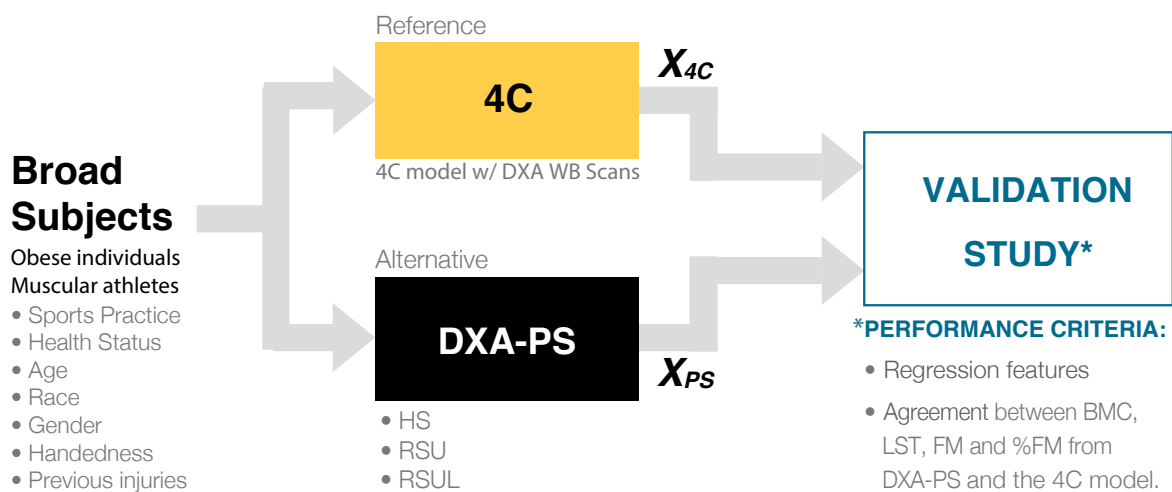 Broad
Subjects
Obese individuals
Muscular athletes
• Sports Practice
• Health Status
• Age
• Race
• Gender
• Handedness
• Previous injuries
Reference
4C
4C model w/ DXA WB Scans
X4C
Alternative
DXA-PS
XPS
• HS
• RSU
• RSUL
VALIDATION
STUDY*
*PERFORMANCE CRITERIA:
• Regression features
• Agreement between BMC,
LST, FM and %FM from
DXA-PS and the 4C model.